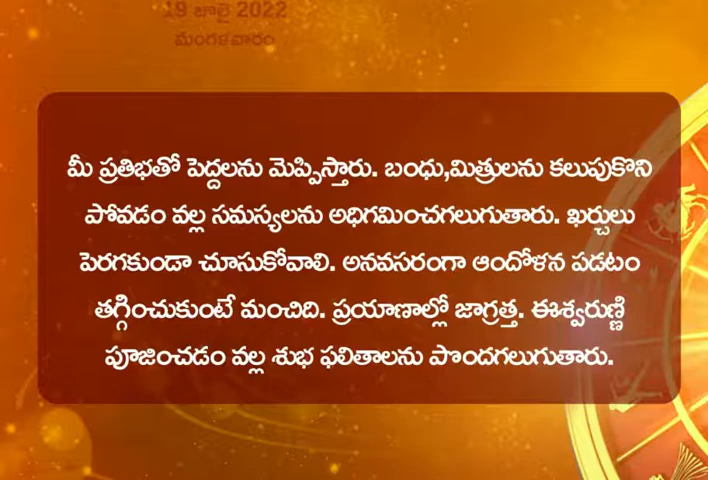 19 జులై 2022
మంగళవారం
మీ ప్రతిభతో పెద్దలను మెప్పిస్తారు. బంధు,మిత్రులను కలుపుకొని
పోవడం వల్ల సమస్యలను అధిగమించగలుగుతారు. ఖర్చులు
పెరగకుండా చూసుకోవాలి. అనవసరంగా ఆందోళన పడటం
తగ్గించుకుంటే మంచిది. ప్రయాణాల్లో జాగ్రత్త. ఈశ్వరుణ్ణి
పూజించడం వల్ల శుభ ఫలితాలను పొందగలుగుతారు.